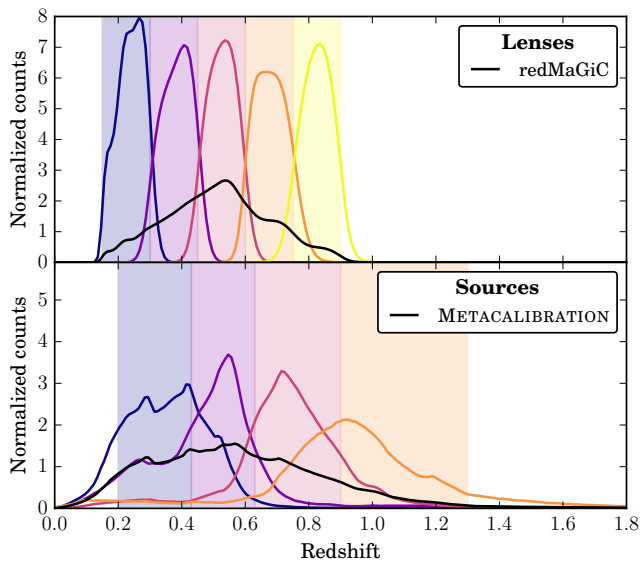 Normalized counts
8
7
6
5
4
3
2
1
0
Lenses
redMaGiC
Normalized counts
5
4
3
2
1
0
Sources
METACALIBRATION
0.0 0.2 0.4 0.6 0.8 1.0 1.2 1.4 1.6 1.8
Redshift